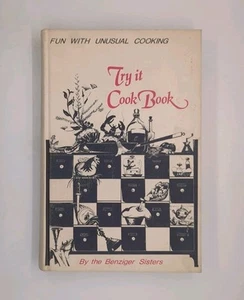 FUN WITH UNUSUAL COOKING
Try it
Cook Book
By the Benziger Sisters